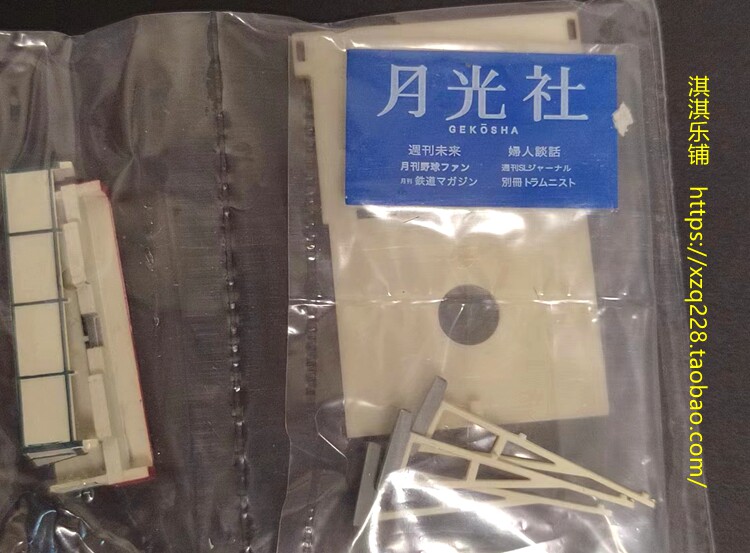 月光社
GEKŌSHA
週刊未来 婦人談話
月刊野球ファン 週刊SLジャーナル
月刊 鉄道マガジン 別冊トラムニスト
淇淇乐铺 https://xzq228.taobao.com/